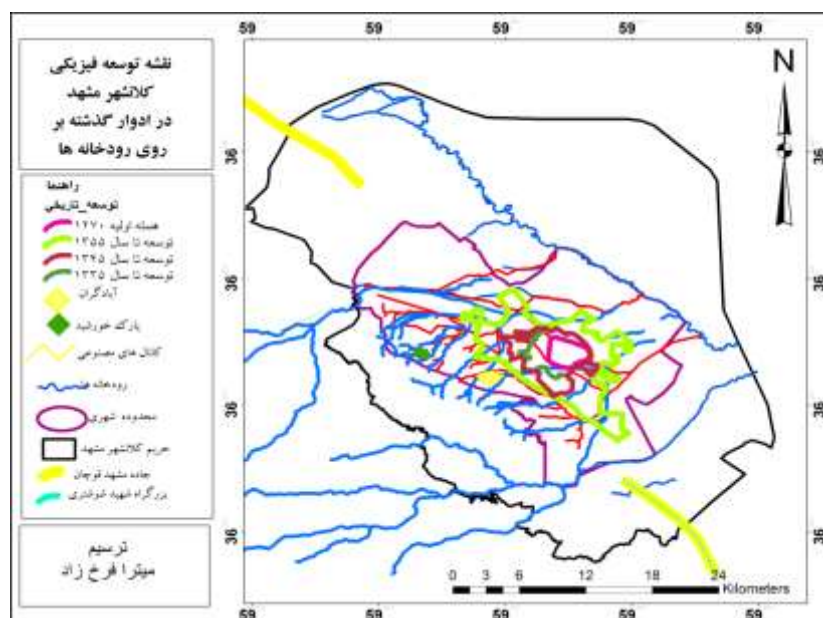 نقشه توسعه فیزیکی
کلانشهر مشهد
در ادوار گذشته بر
روی رودخانه ها
راهنما
توسعه_تاریخی
هسته اولیه ۱۲۷۰
توسعه تا سال ۱۳۵۵
توسعه تا سال ۱۳۴۵
توسعه تا سال ۱۳۳۵
آبادگران
پارک خورشید
کانال های مصنوعی
رودخانه
محدوده شهری
حریم کلانشهر مشهد
جاده مشهد قوچان
بزرگراه شهید شوشتری
ترسیم
میترا فرخ زاد
59 59 59 59
36 36
36 36
36 36
36 36
59 59 59 59
N
0 3 6 12 18 24
Kilometers